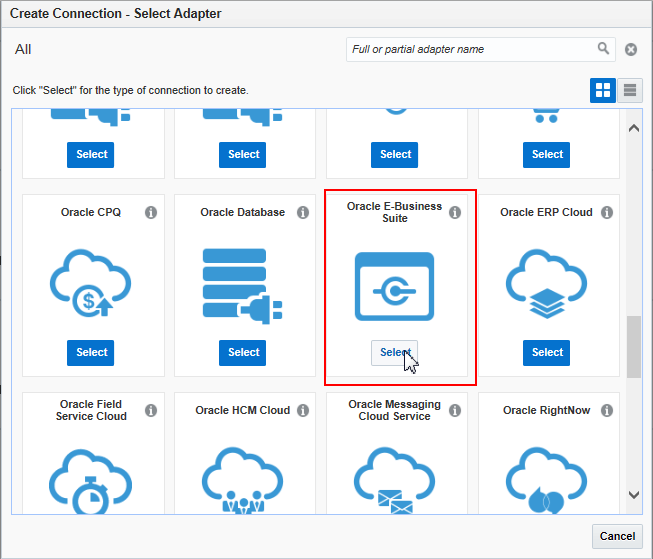 Create Connection - Select Adapter
All
Full or partial adapter name
Click "Select" for the type of connection to create.
Select Select Select Select
Oracle CPQ Oracle Database Oracle E-Business Oracle ERP Cloud
Suite
$
Select Select Select Select
Oracle Field Oracle HCM Cloud Oracle Messaging Oracle RightNow
Service Cloud Cloud Service
Cancel